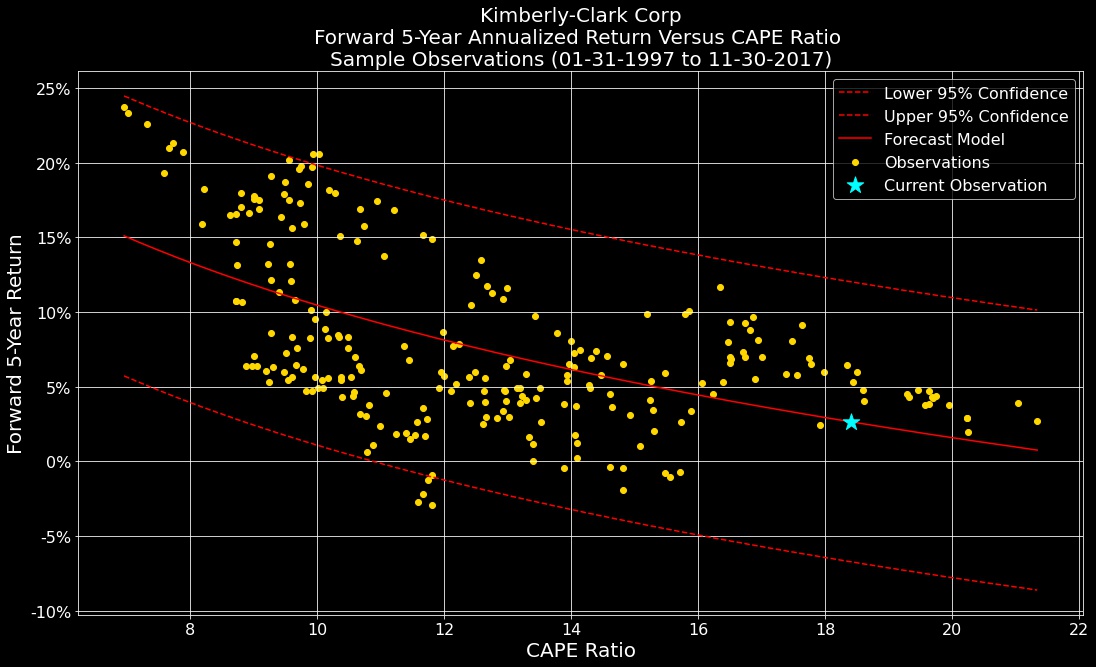 Kimberly-Clark Corp
Forward 5-Year Annualized Return Versus CAPE Ratio
Sample Observations (01-31-1997 to 11-30-2017)
Lower 95% Confidence
Upper 95% Confidence
Forecast Model
Observations
Current Observation
Forward 5-Year Return
25%
20%
15%
10%
5%
0%
-5%
-10%
8 10 12 14 16 18 20 22
CAPE Ratio